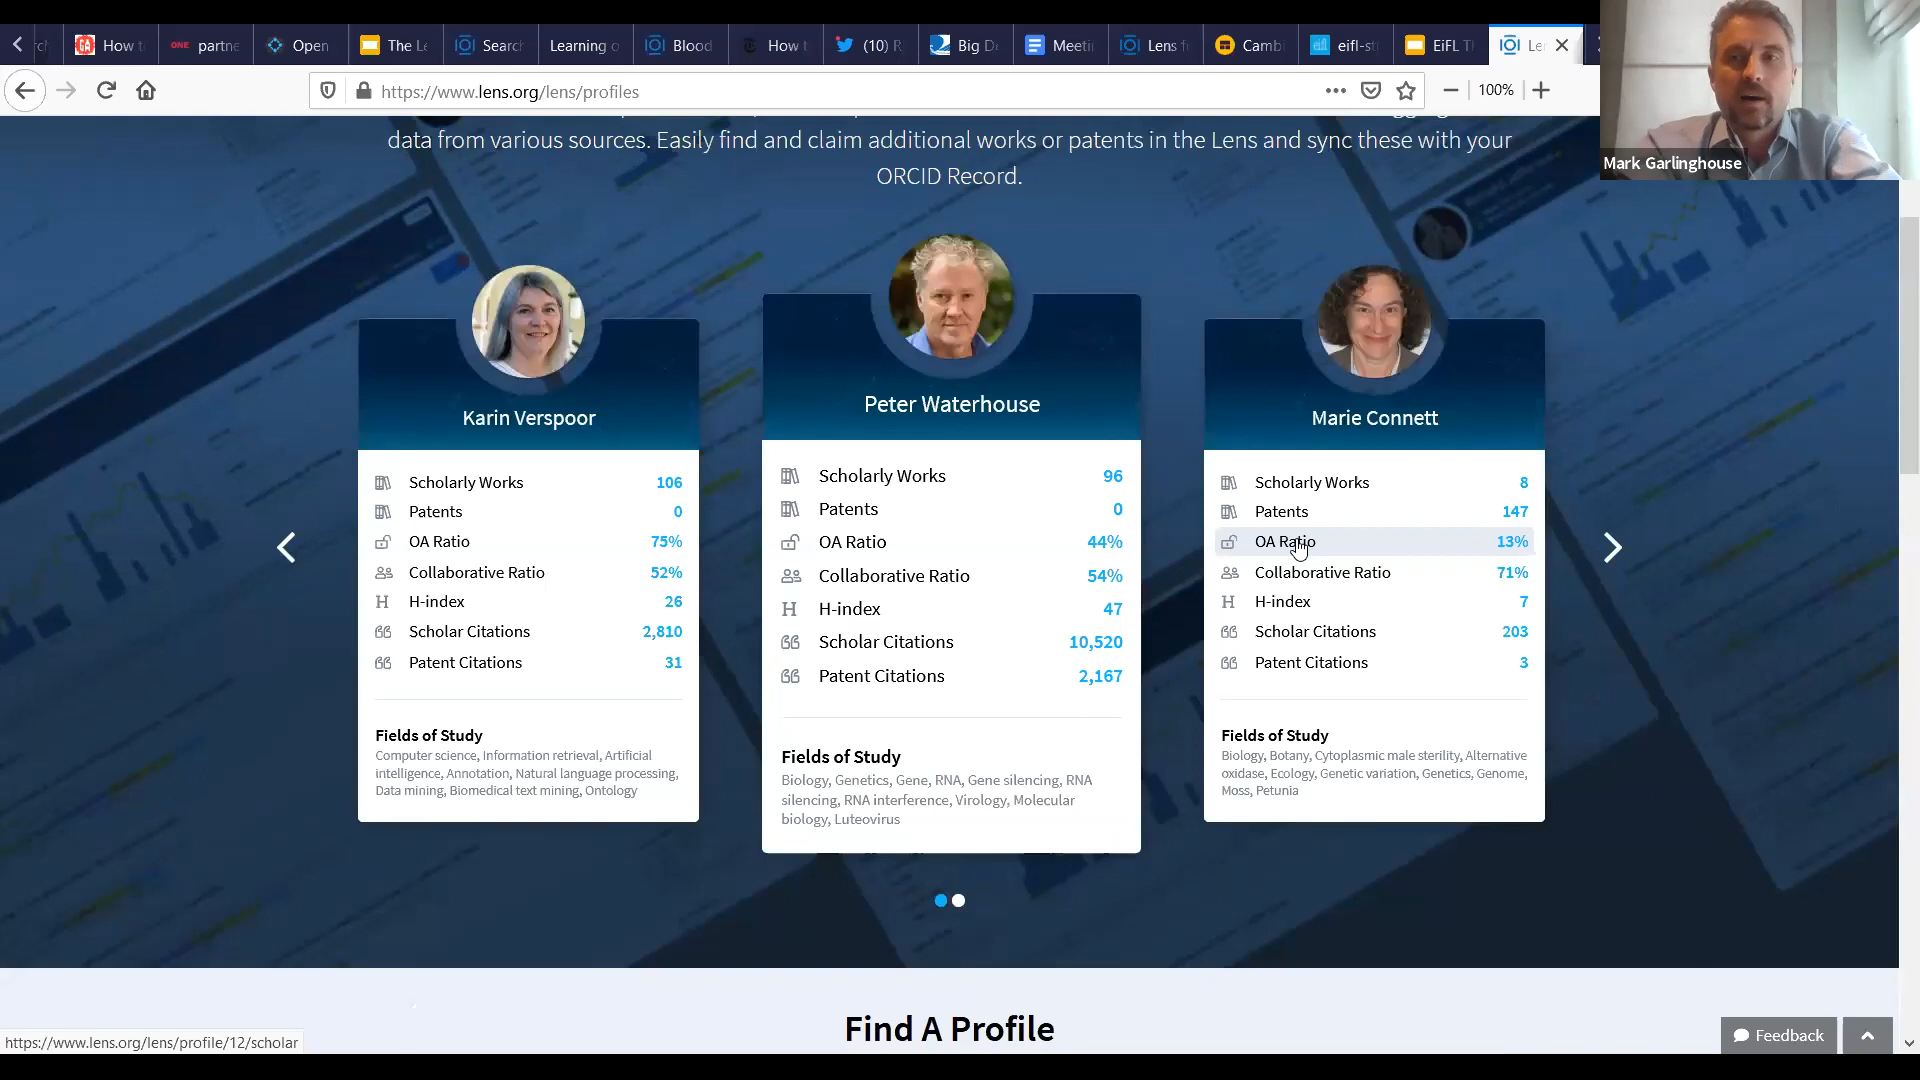 How t
ONE partne
Open
The Le
Search
Learning o
Blood
How t
(10) R
Big D
Meeti
Lens f
Cambi
eifl-st
EiFL T
Le
https://www.lens.org/lens/profiles
100%
Mark Garlinghouse
data from various sources. Easily find and claim additional works or patents in the Lens and sync these with your
ORCID Record.
Karin Verspoor
Scholarly Works 106
Patents 0
OA Ratio 75%
Collaborative Ratio 52%
H-index 26
Scholar Citations 2,810
Patent Citations 31
Fields of Study
Computer science, Information retrieval, Artificial
intelligence, Annotation, Natural language processing,
Data mining, Biomedical text mining, Ontology
Peter Waterhouse
Scholarly Works 96
Patents 0
OA Ratio 44%
Collaborative Ratio 54%
H-index 47
Scholar Citations 10,520
Patent Citations 2,167
Fields of Study
Biology, Genetics, Gene, RNA, Gene silencing, RNA
silencing, RNA interference, Virology, Molecular
biology, Luteovirus
Marie Connett
Scholarly Works 8
Patents 147
OA Ratio 13%
Collaborative Ratio 71%
H-index 7
Scholar Citations 203
Patent Citations 3
Fields of Study
Biology, Botany, Cytoplasmic male sterility, Alternative
oxidase, Ecology, Genetic variation, Genetics, Genome,
Moss, Petunia
Find A Profile
Feedback
https://www.lens.org/lens/profile/12/scholar